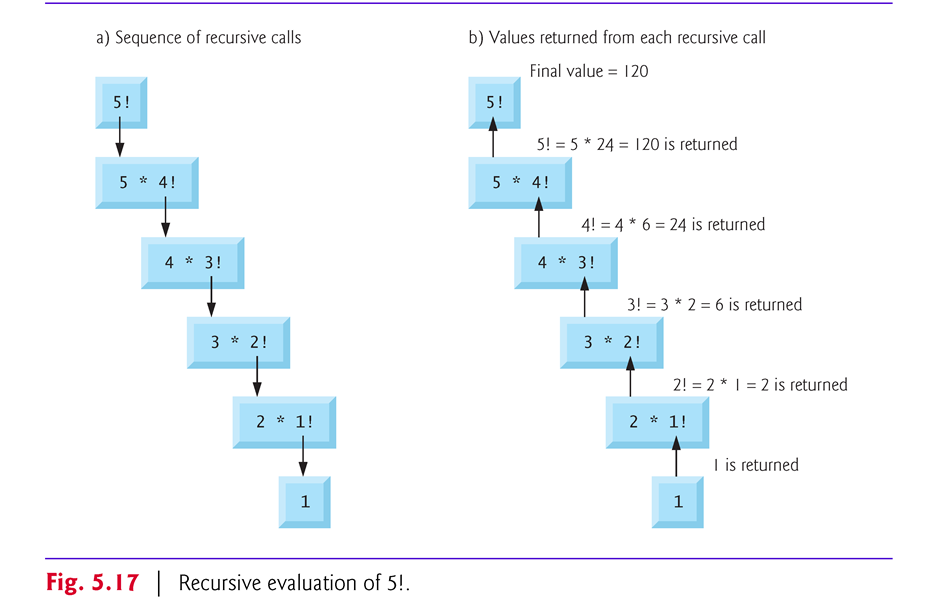 a) Sequence of recursive calls
5!
5 * 4!
4 * 3!
3 * 2!
2 * 1!
1
b) Values returned from each recursive call
Final value = 120
5!
5! = 5 * 24 = 120 is returned
5 * 4!
4! = 4 * 6 = 24 is returned
4 * 3!
3! = 3 * 2 = 6 is returned
3 * 2!
2! = 2 * 1 = 2 is returned
2 * 1!
1 is returned
1
Fig. 5.17 | Recursive evaluation of 5!.